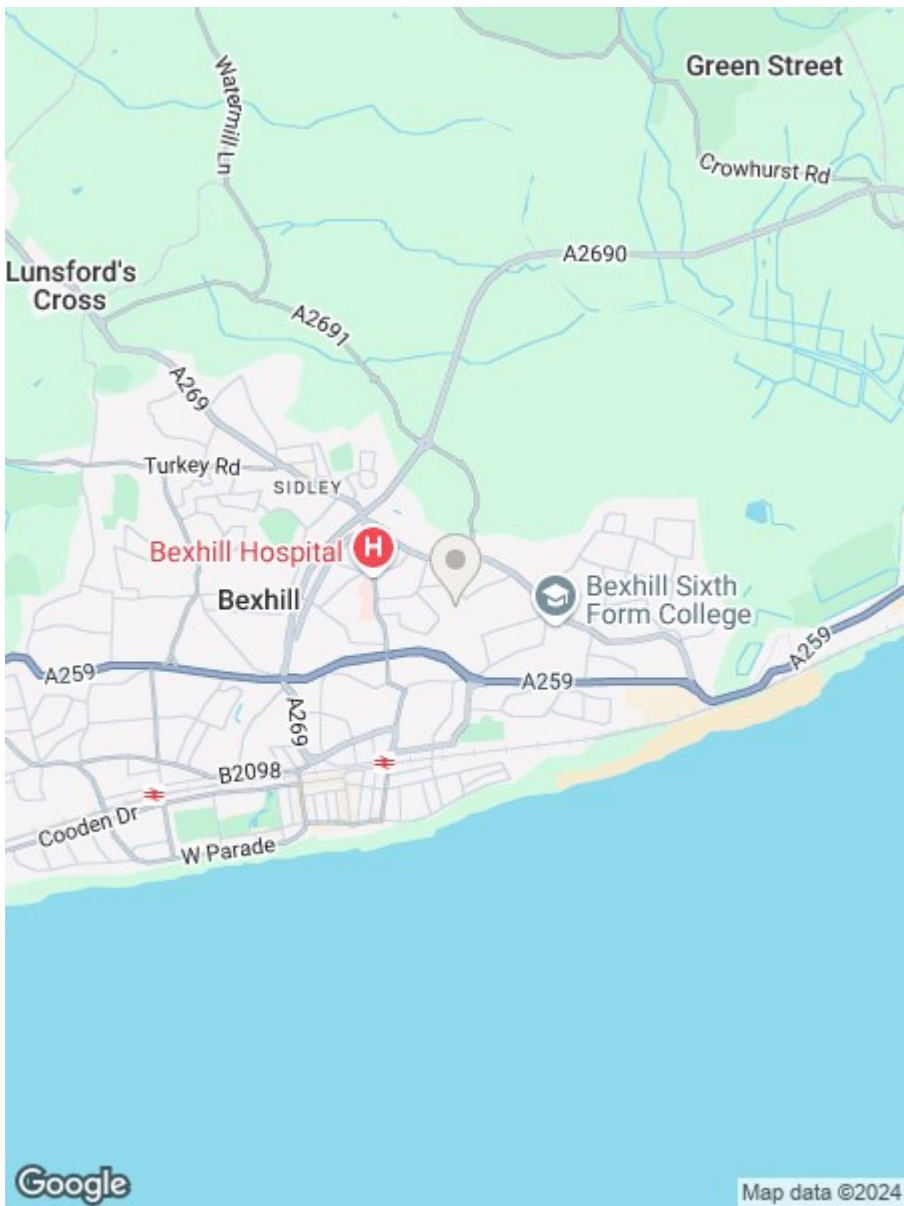 Green Street
Watermill Ln
Crowhurst Rd
A2690
Lunsford's
Cross
A2691
A269
Turkey Rd
SIDLEY
Bexhill Hospital
H
Bexhill
Bexhill Sixth
Form College
A259
A259
A259
A269
B2098
Cooden Dr
W Parade
Google
Map data ©2024